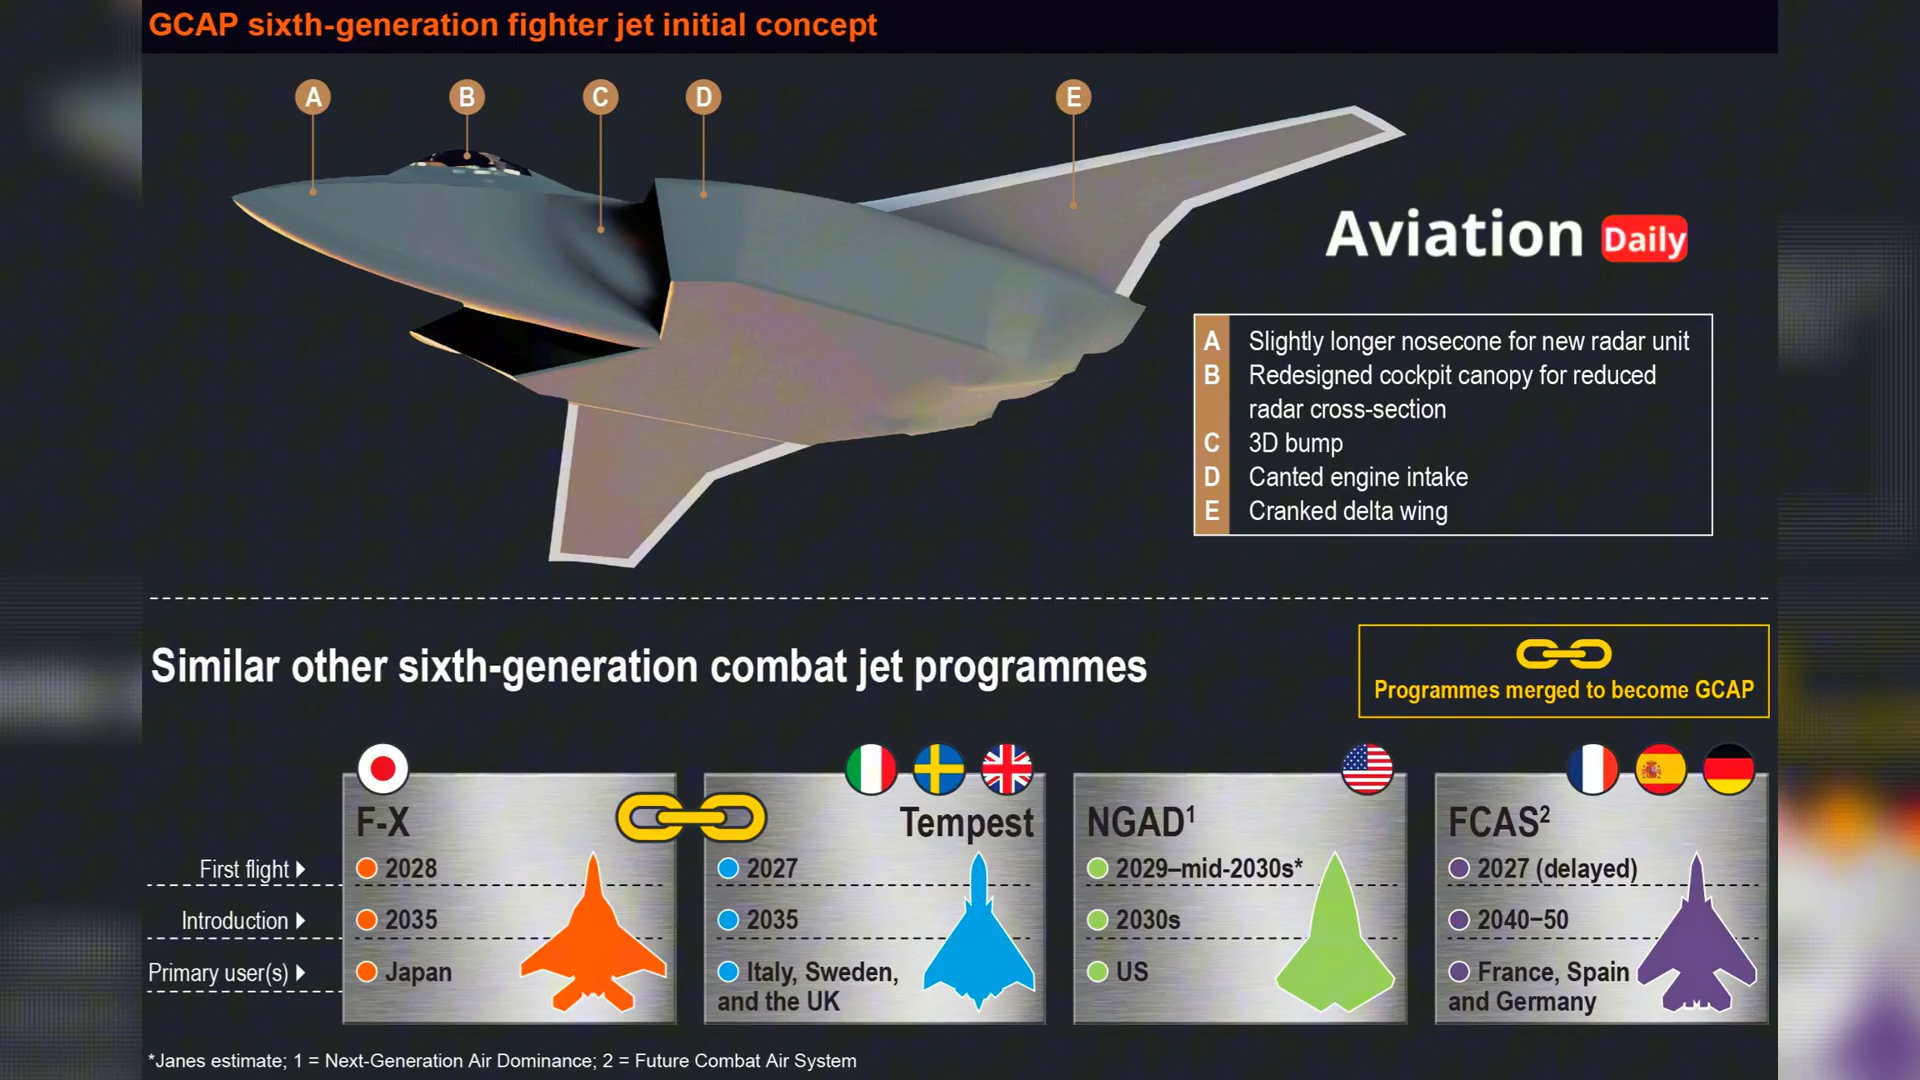 GCAP sixth-generation fighter jet initial concept
A B C D E
Aviation Daily
A Slightly longer nosecone for new radar unit
B Redesigned cockpit canopy for reduced
radar cross-section
C 3D bump
D Canted engine intake
E Cranked delta wing
Similar other sixth-generation combat jet programmes
Programmes merged to become GCAP
F-X Tempest NGAD¹ FCAS²
First flight 2028 2027 2029–mid-2030s* 2027 (delayed)
Introduction 2035 2035 2030s 2040–50
Primary user(s) Japan Italy, Sweden, US France, Spain
and the UK and Germany
*Janes estimate; 1 = Next-Generation Air Dominance; 2 = Future Combat Air System